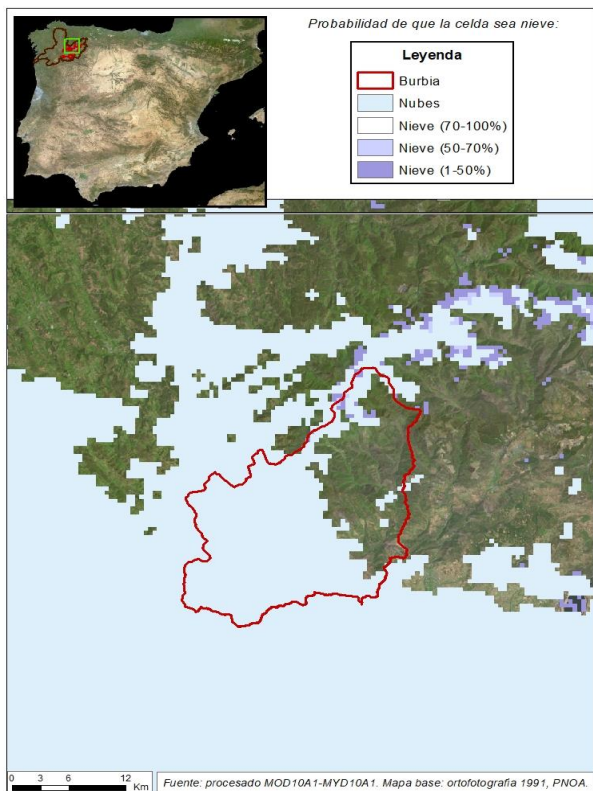 Probabilidad de que la celda sea nieve:
Leyenda
Burbia
Nubes
Nieve (70-100%)
Nieve (50-70%)
Nieve (1-50%)
0 3 6 12
Km
Fuente: procesado MOD10A1-MYD10A1. Mapa base: ortofotografía 1991, PNOA.